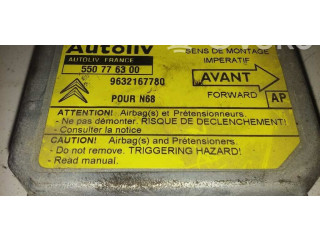 Autoliv
AUTOLIV FRANCE
550 77 63 00
9632167780
POUR N68
SENS DE MONTAGE
IMPERATIF
AVANT
FORWARD
AP
ATTENTION! Airbag(s) et Prétensionneurs.
- Ne pas démonter. RISQUE DE DECLENCHEMENT!
- Consulter la notice
CAUTION! Airbag(s) and Pretensioners.
- Do not remove. TRIGGERING HAZARD!
- Read manual.